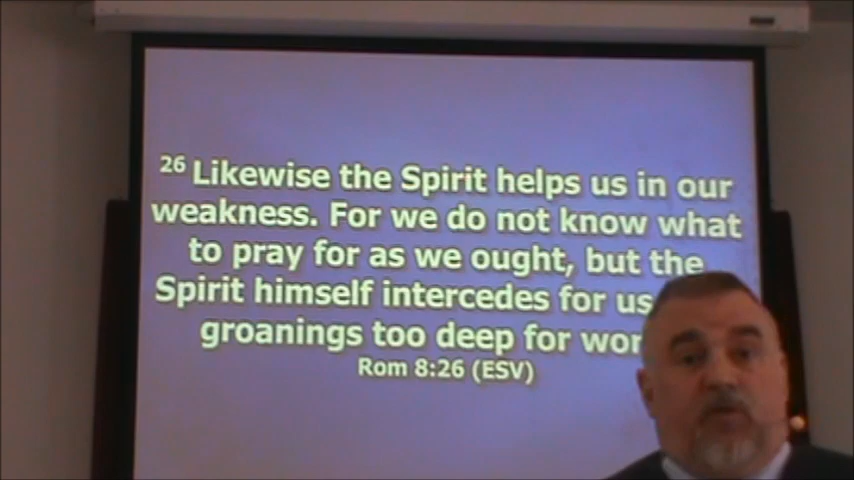 26 Likewise the Spirit helps us in our
weakness. For we do not know what
to pray for as we ought, but the
Spirit himself intercedes for us
groanings too deep for wor
Rom 8:26 (ESV)